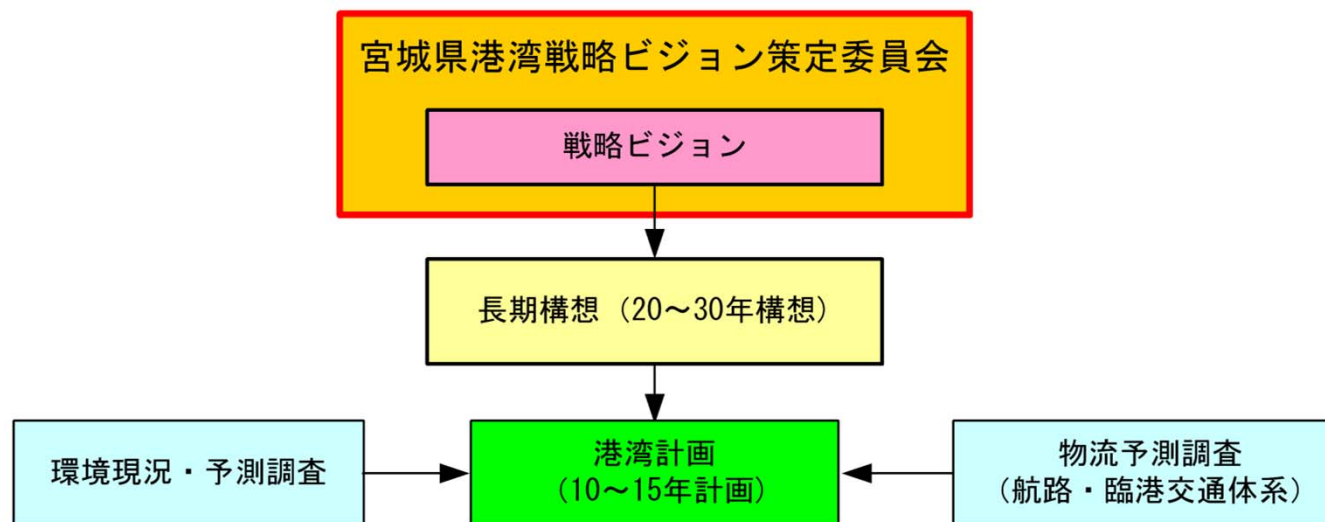 宮城県港湾戦略ビジョン策定委員会
戦略ビジョン
長期構想（20～30年構想）
環境現況・予測調査
港湾計画
（10～15年計画）
物流予測調査
（航路・臨港交通体系）